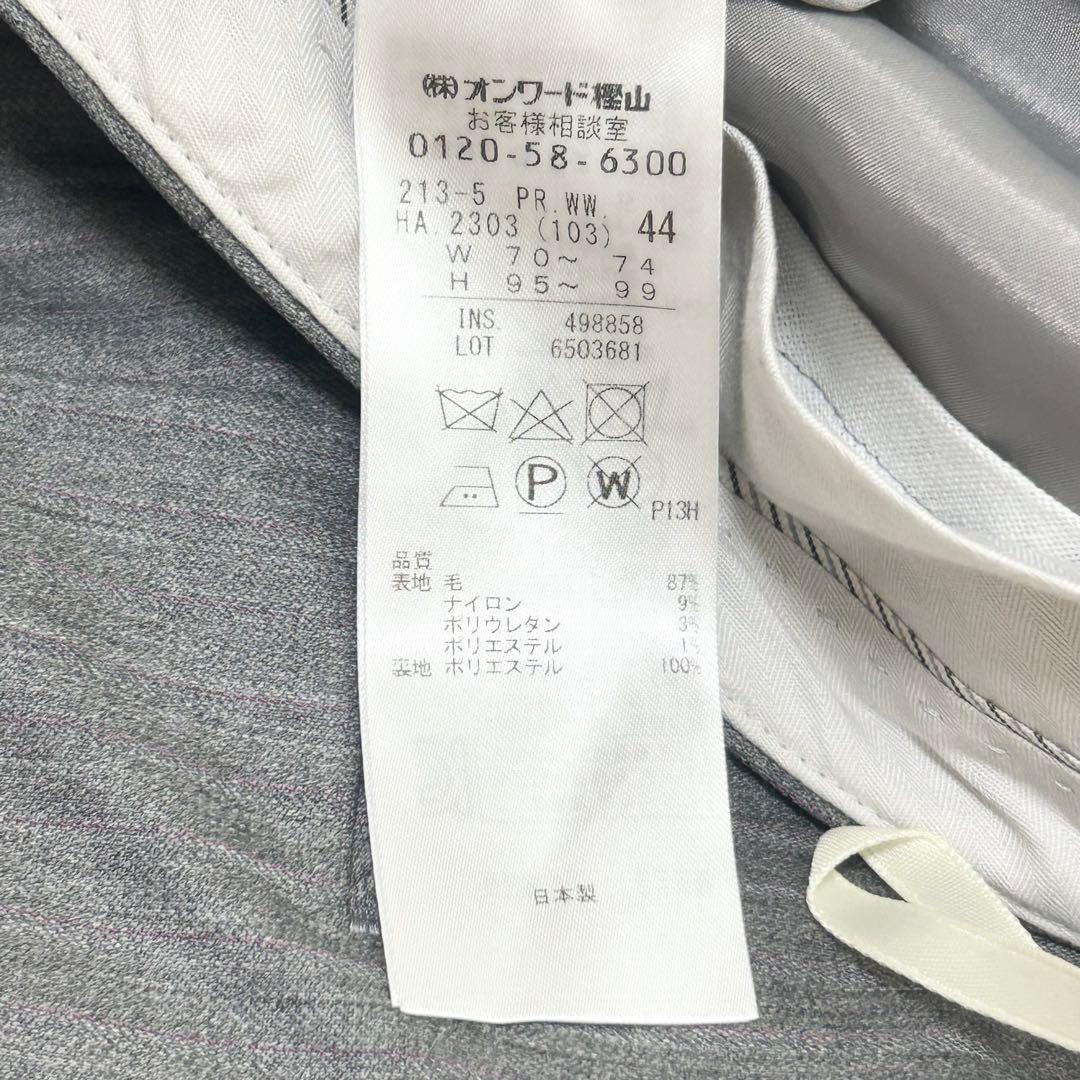 (株)オンワード樫山
お客様相談室
0120-58-6300
213-5 PR.WW.
HA.2303 (103) 44
W 70～ 74
H 95～ 99
INS. 498858
LOT 6503681
P W P13H
品質
表地 毛 87%
ナイロン 9%
ポリウレタン 3%
ポリエステル 1%
裏地 ポリエステル 100%
日本製